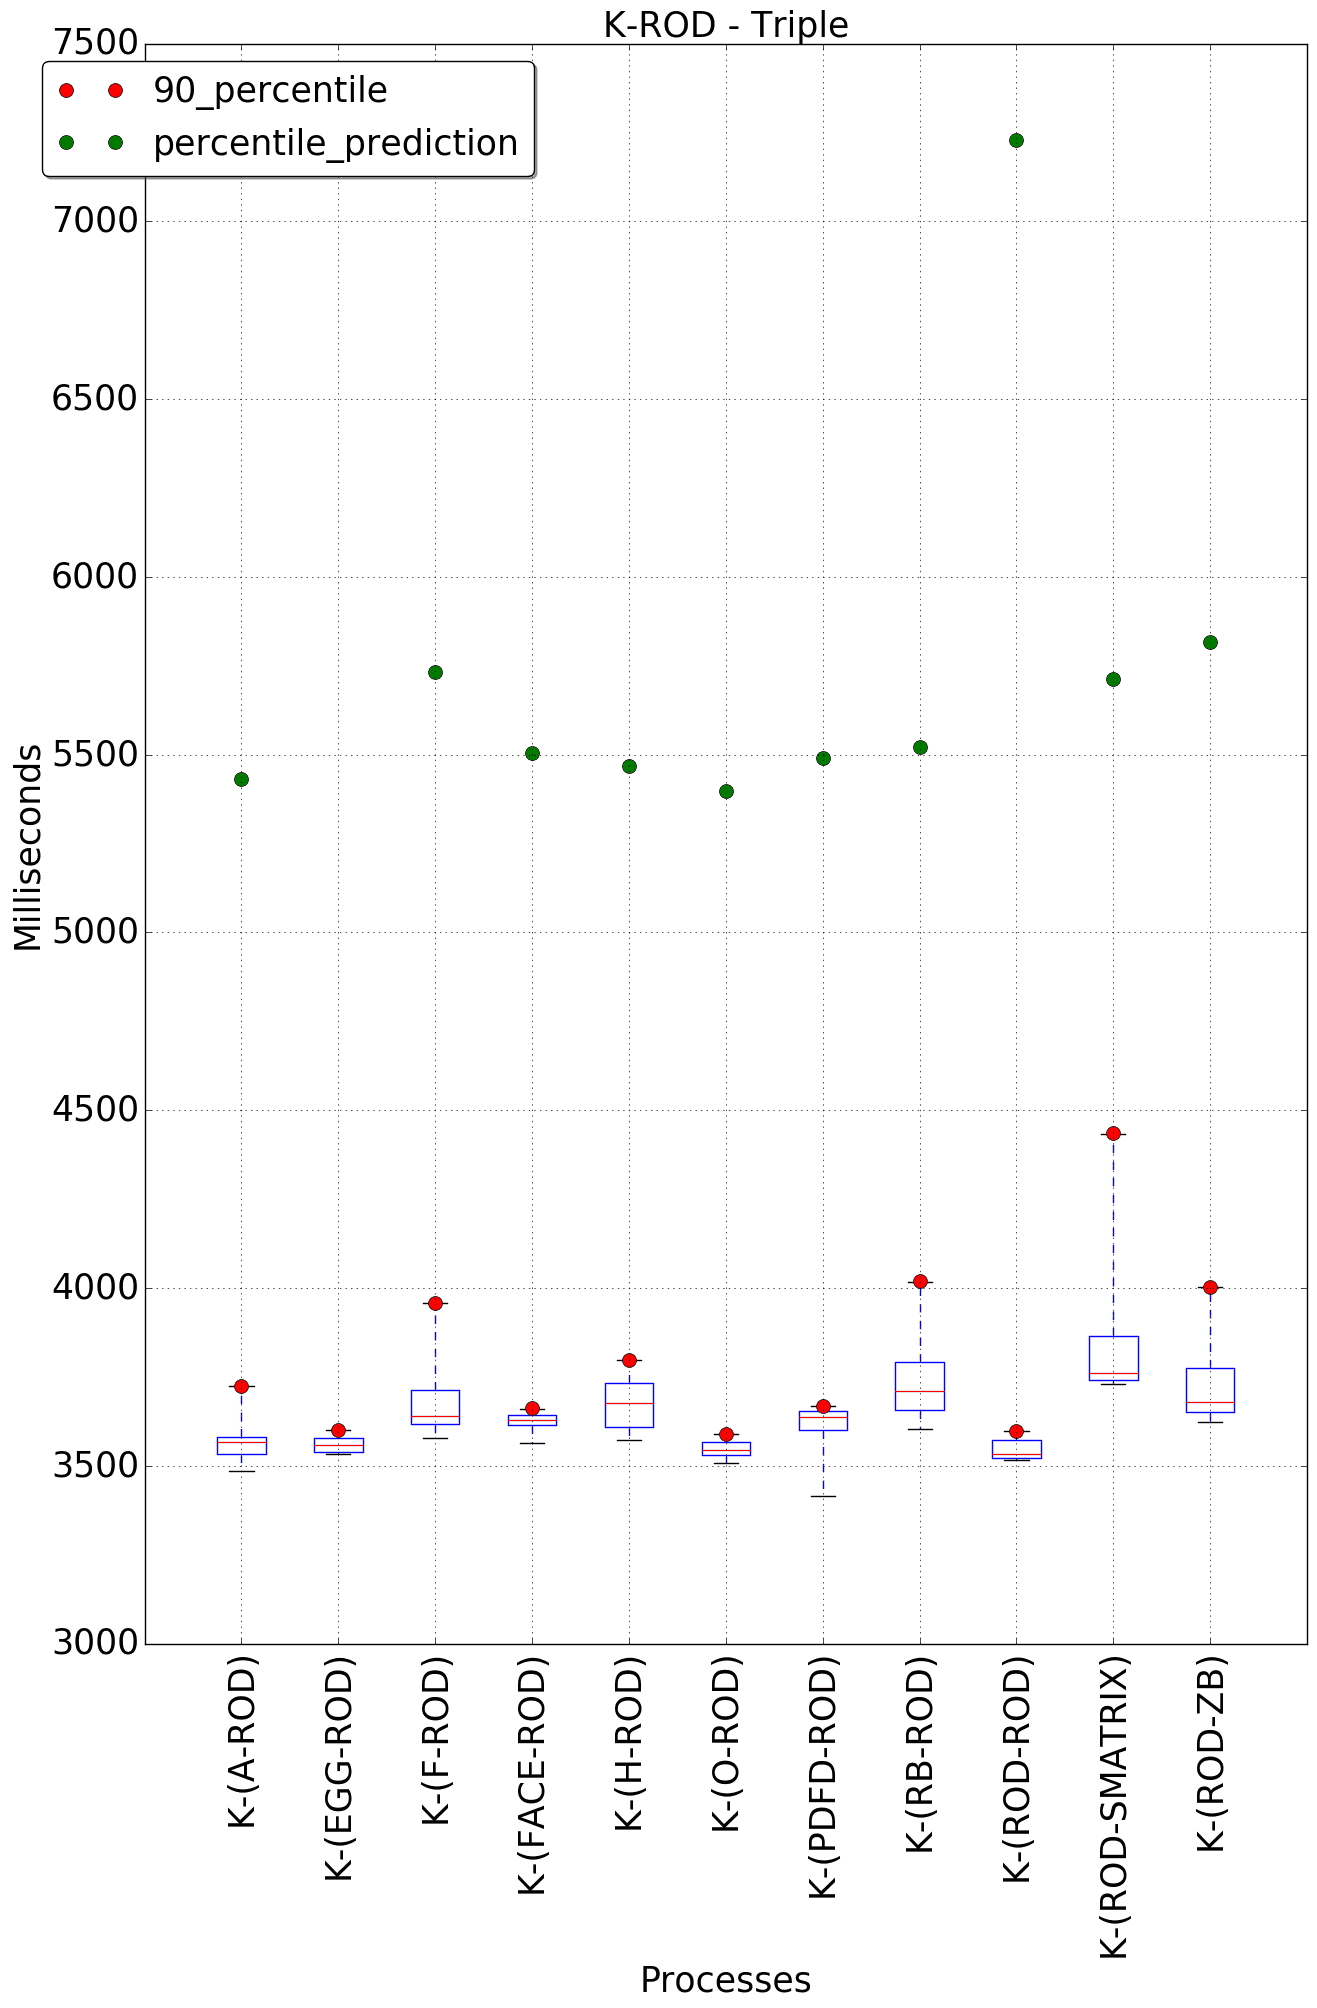 K-ROD - Triple
90_percentile
percentile_prediction
7500
7000
6500
6000
5500
5000
4500
4000
3500
3000
Milliseconds
K-(A-ROD)
K-(EGG-ROD)
K-(F-ROD)
K-(FACE-ROD)
K-(H-ROD)
K-(O-ROD)
K-(PDFD-ROD)
K-(RB-ROD)
K-(ROD-ROD)
K-(ROD-SMATRIX)
K-(ROD-ZB)
Processes